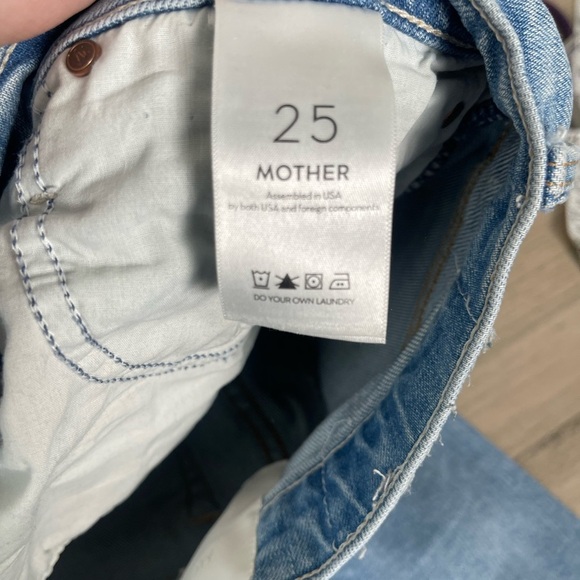 25
MOTHER
Assembled in USA
by both USA and foreign components
DO YOUR OWN LAUNDRY